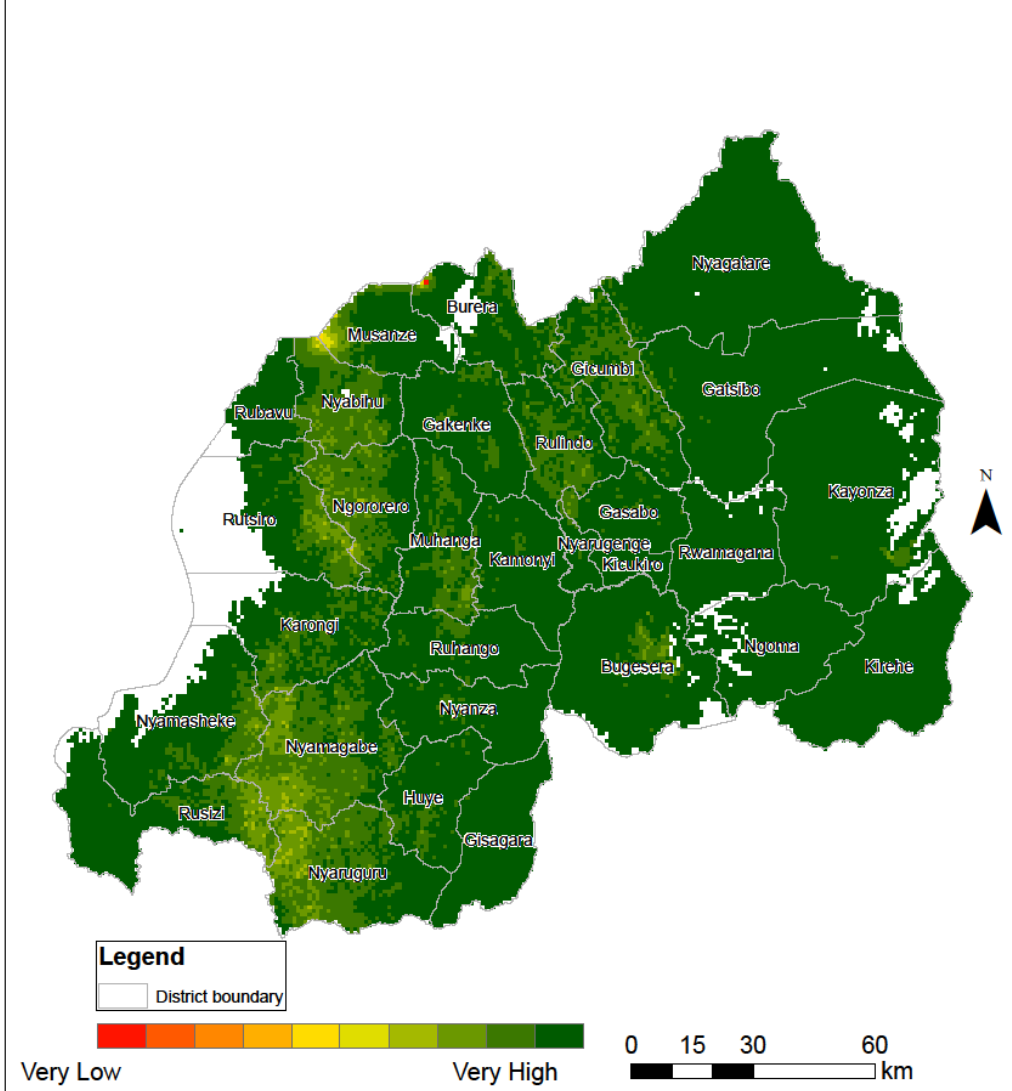 Nyagatare
Burera
Musanze
Gicumbi
Gatsibo
Nyabihu
Rubavu
Gakenke
Rulindo
Kayonza
Ngororero
Gasabo
Rutsiro
Muhanga
Nyarugenge
Kamonyi
Rwamagana
Kicukiro
Karongi
Ruhango
Ngoma
Bugesera
Kirehe
Nyanza
Nyamasheke
Nyamagabe
Huye
Rusizi
Gisagara
Nyaruguru
N
Legend
District boundary
0 15 30 60
km
Very Low Very High